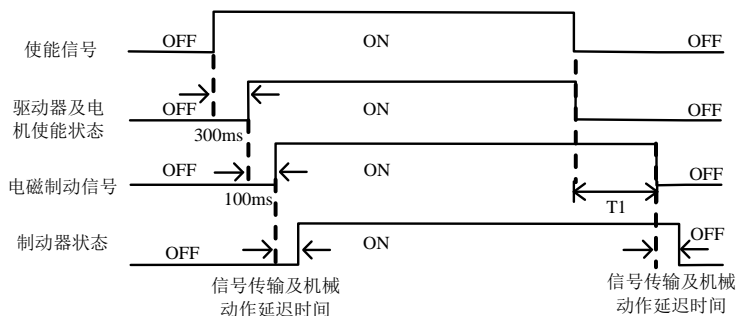 使能信号
OFF
ON
OFF
驱动器及电
机使能状态
OFF
ON
OFF
300ms
电磁制动信号
OFF
ON
OFF
100ms
T1
制动器状态
OFF
ON
OFF
信号传输及机械
动作延迟时间
信号传输及机械
动作延迟时间